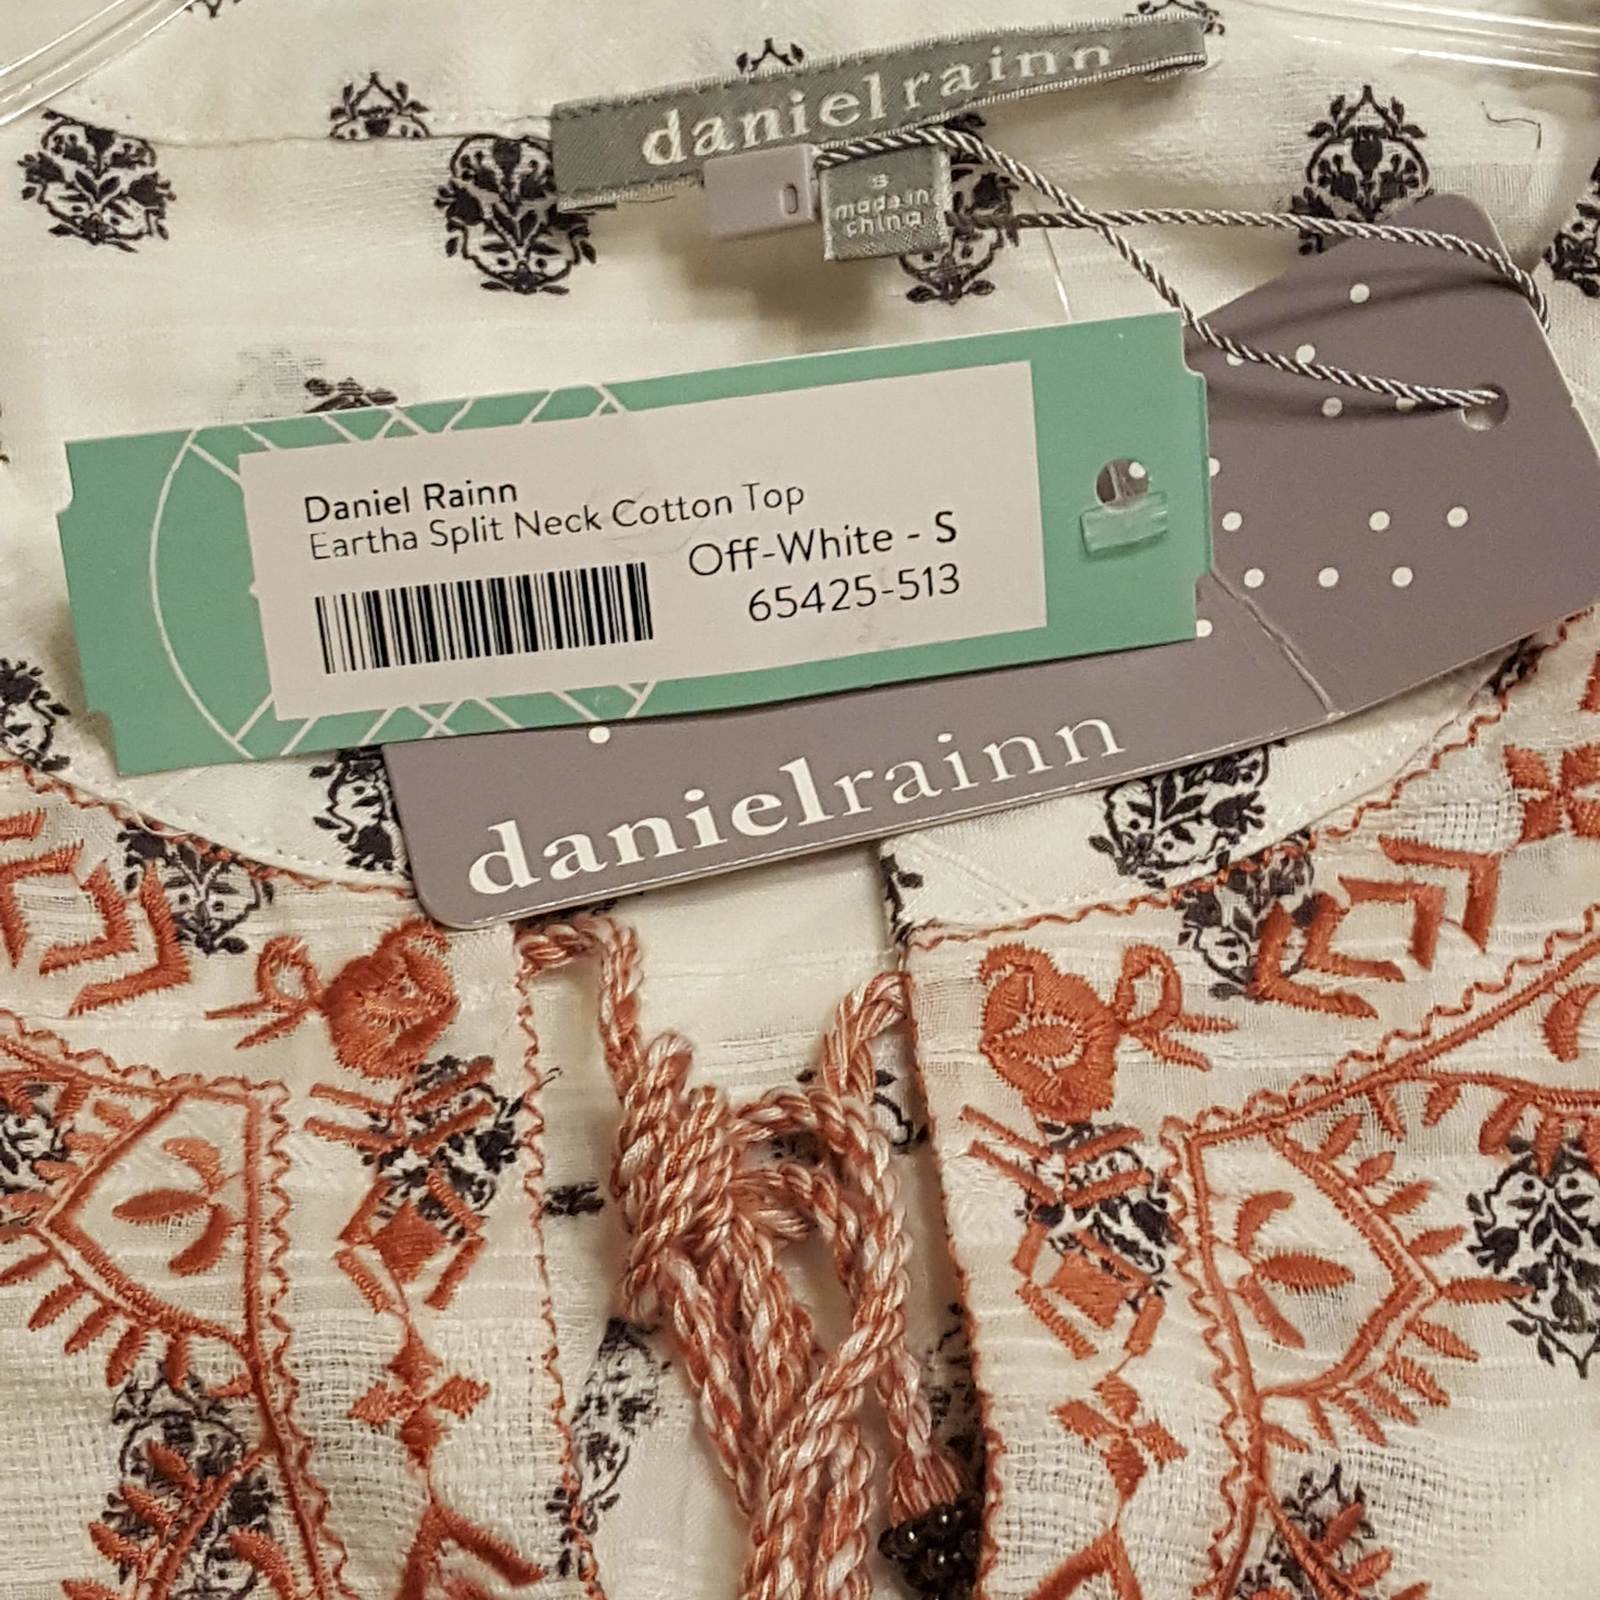 danielrainn
S
made in
china
Daniel Rainn
Eartha Split Neck Cotton Top
Off-White - S
65425-513
danielrainn